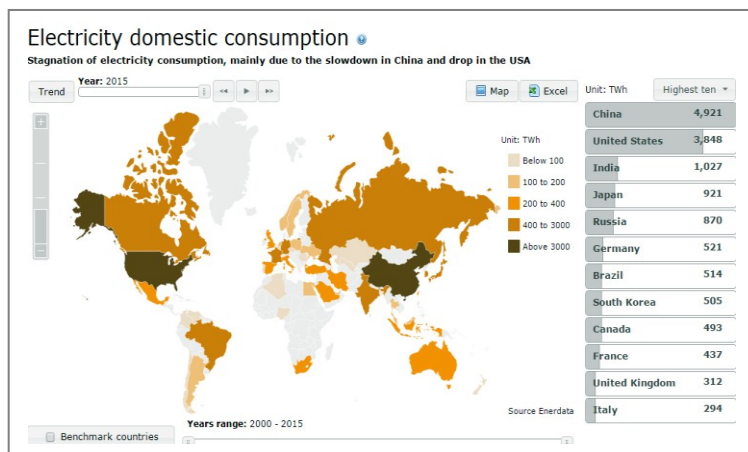 Electricity domestic consumption
Stagnation of electricity consumption, mainly due to the slowdown in China and drop in the USA
Trend
Year: 2015
Map
Excel
Unit: TWh
Highest ten
Unit: TWh
Below 100
100 to 200
200 to 400
400 to 3000
Above 3000
China 4,921
United States 3,848
India 1,027
Japan 921
Russia 870
Germany 521
Brazil 514
South Korea 505
Canada 493
France 437
United Kingdom 312
Italy 294
Source Enerdata
Benchmark countries
Years range: 2000 - 2015